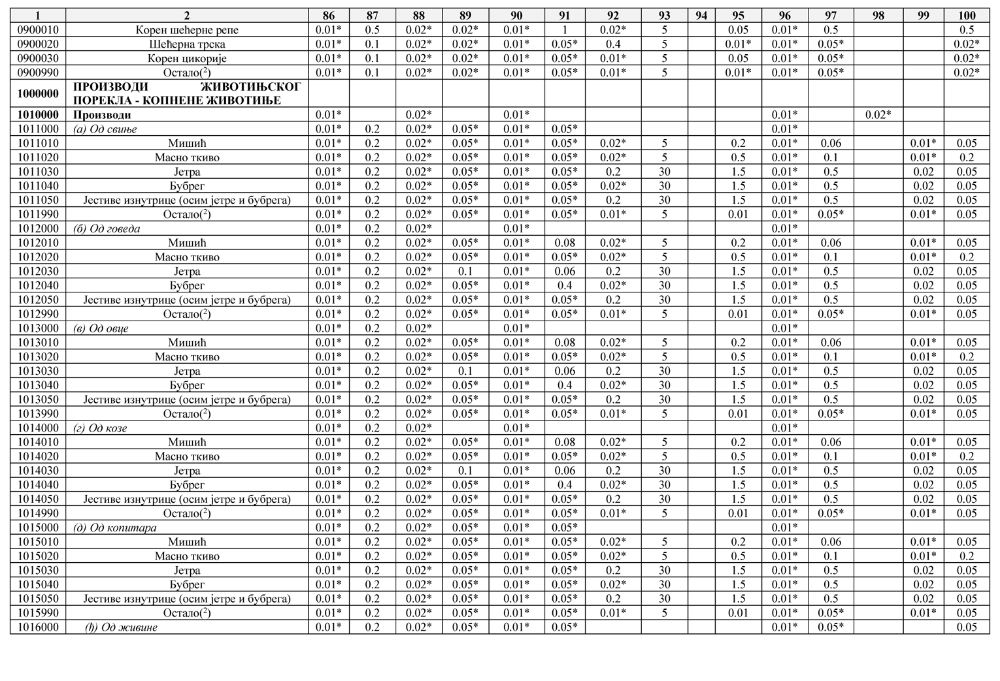 1 2 86 87 88 89 90 91 92 93 94 95 96 97 98 99 100
0900010 Корен шећерне репе 0.01* 0.5 0.02* 0.02* 0.01* 1 0.02* 5 0.05 0.01* 0.5 0.5
0900020 Шећерна трска 0.01* 0.1 0.02* 0.02* 0.01* 0.05* 0.4 5 0.01* 0.01* 0.05* 0.02*
0900030 Корен цикорије 0.01* 0.1 0.02* 0.02* 0.01* 0.05* 0.01* 5 0.05 0.01* 0.05* 0.02*
0900990 Остало(2) 0.01* 0.1 0.02* 0.02* 0.01* 0.05* 0.01* 5 0.01* 0.01* 0.05* 0.02*
1000000 ПРОИЗВОДИ ЖИВОТИЊСКОГ
ПОРЕКЛА - КОПНЕНЕ ЖИВОТИЊЕ
1010000 Производи 0.01* 0.02* 0.01* 0.01* 0.02*
1011000 (а) Од свиње 0.01* 0.2 0.02* 0.05* 0.01* 0.05* 0.01*
1011010 Мишић 0.01* 0.2 0.02* 0.05* 0.01* 0.05* 0.02* 5 0.2 0.01* 0.06 0.01* 0.05
1011020 Масно ткиво 0.01* 0.2 0.02* 0.05* 0.01* 0.05* 0.02* 5 0.5 0.01* 0.1 0.01* 0.2
1011030 Јетра 0.01* 0.2 0.02* 0.05* 0.01* 0.05* 0.2 30 1.5 0.01* 0.5 0.02 0.05
1011040 Бубрег 0.01* 0.2 0.02* 0.05* 0.01* 0.05* 0.02* 30 1.5 0.01* 0.5 0.02 0.05
1011050 Јестиве изнутрице (осим јетре и бубрега) 0.01* 0.2 0.02* 0.05* 0.01* 0.05* 0.2 30 1.5 0.01* 0.5 0.02 0.05
1011990 Остало(2) 0.01* 0.2 0.02* 0.05* 0.01* 0.05* 0.01* 5 0.01 0.01* 0.05* 0.01* 0.05
1012000 (б) Од говеда 0.01* 0.2 0.02* 0.01* 0.01*
1012010 Мишић 0.01* 0.2 0.02* 0.05* 0.01* 0.08 0.02* 5 0.2 0.01* 0.06 0.01* 0.05
1012020 Масно ткиво 0.01* 0.2 0.02* 0.05* 0.01* 0.05* 0.02* 5 0.5 0.01* 0.1 0.01* 0.2
1012030 Јетра 0.01* 0.2 0.02* 0.1 0.01* 0.06 0.2 30 1.5 0.01* 0.5 0.02 0.05
1012040 Бубрег 0.01* 0.2 0.02* 0.05* 0.01* 0.4 0.02* 30 1.5 0.01* 0.5 0.02 0.05
1012050 Јестиве изнутрице (осим јетре и бубрега) 0.01* 0.2 0.02* 0.05* 0.01* 0.05* 0.2 30 1.5 0.01* 0.5 0.02 0.05
1012990 Остало(2) 0.01* 0.2 0.02* 0.05* 0.01* 0.05* 0.01* 5 0.01 0.01* 0.05* 0.01* 0.05
1013000 (в) Од овце 0.01* 0.2 0.02* 0.01* 0.01*
1013010 Мишић 0.01* 0.2 0.02* 0.05* 0.01* 0.08 0.02* 5 0.2 0.01* 0.06 0.01* 0.05
1013020 Масно ткиво 0.01* 0.2 0.02* 0.05* 0.01* 0.05* 0.02* 5 0.5 0.01* 0.1 0.01* 0.2
1013030 Јетра 0.01* 0.2 0.02* 0.1 0.01* 0.06 0.2 30 1.5 0.01* 0.5 0.02 0.05
1013040 Бубрег 0.01* 0.2 0.02* 0.05* 0.01* 0.4 0.02* 30 1.5 0.01* 0.5 0.02 0.05
1013050 Јестиве изнутрице (осим јетре и бубрега) 0.01* 0.2 0.02* 0.05* 0.01* 0.05* 0.2 30 1.5 0.01* 0.5 0.02 0.05
1013990 Остало(2) 0.01* 0.2 0.02* 0.05* 0.01* 0.05* 0.01* 5 0.01 0.01* 0.05* 0.01* 0.05
1014000 (г) Од козе 0.01* 0.2 0.02* 0.01* 0.01*
1014010 Мишић 0.01* 0.2 0.02* 0.05* 0.01* 0.08 0.02* 5 0.2 0.01* 0.06 0.01* 0.05
1014020 Масно ткиво 0.01* 0.2 0.02* 0.05* 0.01* 0.05* 0.02* 5 0.5 0.01* 0.1 0.01* 0.2
1014030 Јетра 0.01* 0.2 0.02* 0.1 0.01* 0.06 0.2 30 1.5 0.01* 0.5 0.02 0.05
1014040 Бубрег 0.01* 0.2 0.02* 0.05* 0.01* 0.4 0.02* 30 1.5 0.01* 0.5 0.02 0.05
1014050 Јестиве изнутрице (осим јетре и бубрега) 0.01* 0.2 0.02* 0.05* 0.01* 0.05* 0.2 30 1.5 0.01* 0.5 0.02 0.05
1014990 Остало(2) 0.01* 0.2 0.02* 0.05* 0.01* 0.05* 0.01* 5 0.01 0.01* 0.05* 0.01* 0.05
1015000 (д) Од копитара 0.01* 0.2 0.02* 0.05* 0.01* 0.05* 0.01*
1015010 Мишић 0.01* 0.2 0.02* 0.05* 0.01* 0.05* 0.02* 5 0.2 0.01* 0.06 0.01* 0.05
1015020 Масно ткиво 0.01* 0.2 0.02* 0.05* 0.01* 0.05* 0.02* 5 0.5 0.01* 0.1 0.01* 0.2
1015030 Јетра 0.01* 0.2 0.02* 0.05* 0.01* 0.05* 0.2 30 1.5 0.01* 0.5 0.02 0.05
1015040 Бубрег 0.01* 0.2 0.02* 0.05* 0.01* 0.05* 0.02* 30 1.5 0.01* 0.5 0.02 0.05
1015050 Јестиве изнутрице (осим јетре и бубрега) 0.01* 0.2 0.02* 0.05* 0.01* 0.05* 0.2 30 1.5 0.01* 0.5 0.02 0.05
1015990 Остало(2) 0.01* 0.2 0.02* 0.05* 0.01* 0.05* 0.01* 5 0.01 0.01* 0.05* 0.01* 0.05
1016000 (ђ) Од живине 0.01* 0.2 0.02* 0.05* 0.01* 0.05* 0.01* 0.05* 0.05